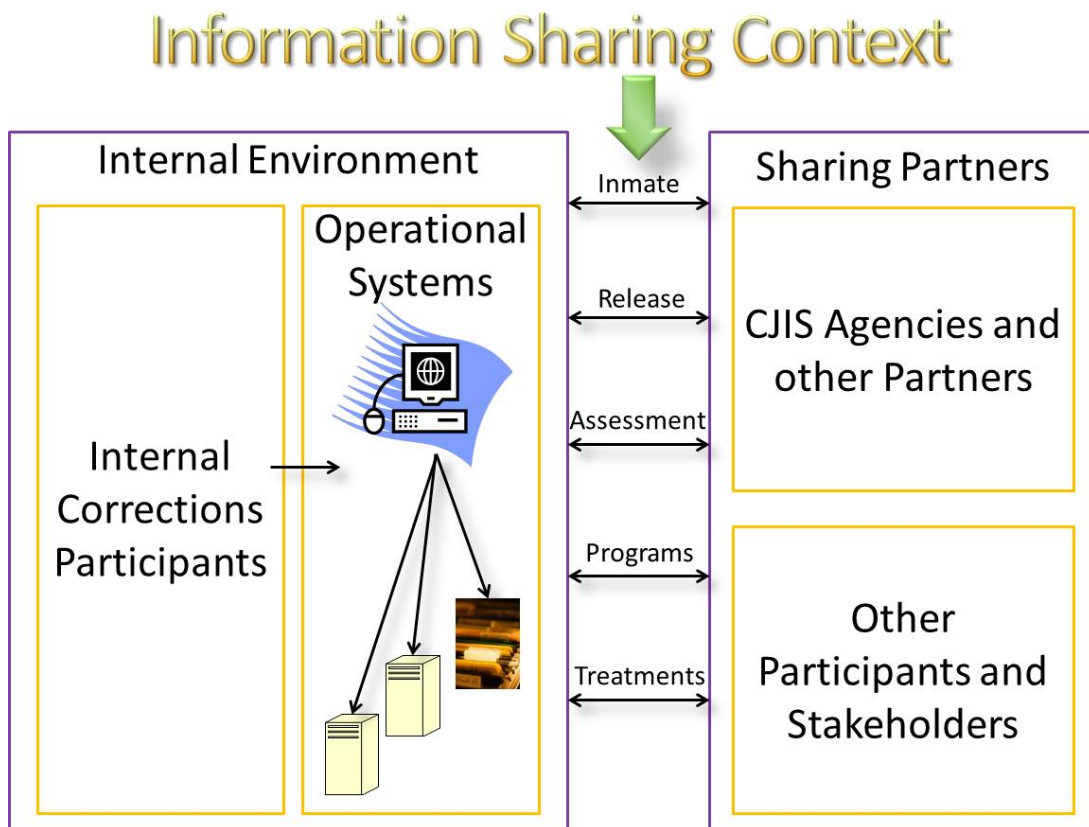 Information Sharing Context
Internal Environment
Internal
Corrections
Participants
Operational
Systems
Inmate
Release
Assessment
Programs
Treatments
Sharing Partners
CJIS Agencies and
other Partners
Other
Participants and
Stakeholders